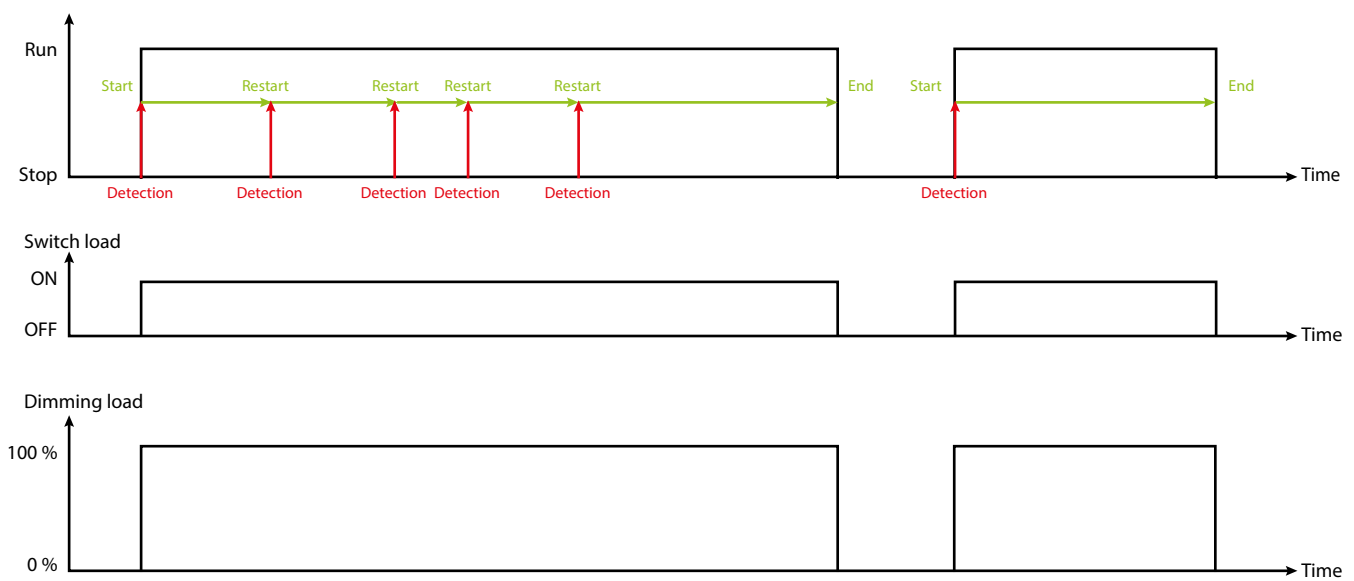 Run
Start Restart Restart Restart Restart End Start End
Stop Time
Detection Detection Detection Detection Detection Detection
Switch load
ON
OFF Time
Dimming load
100 %
0 % Time